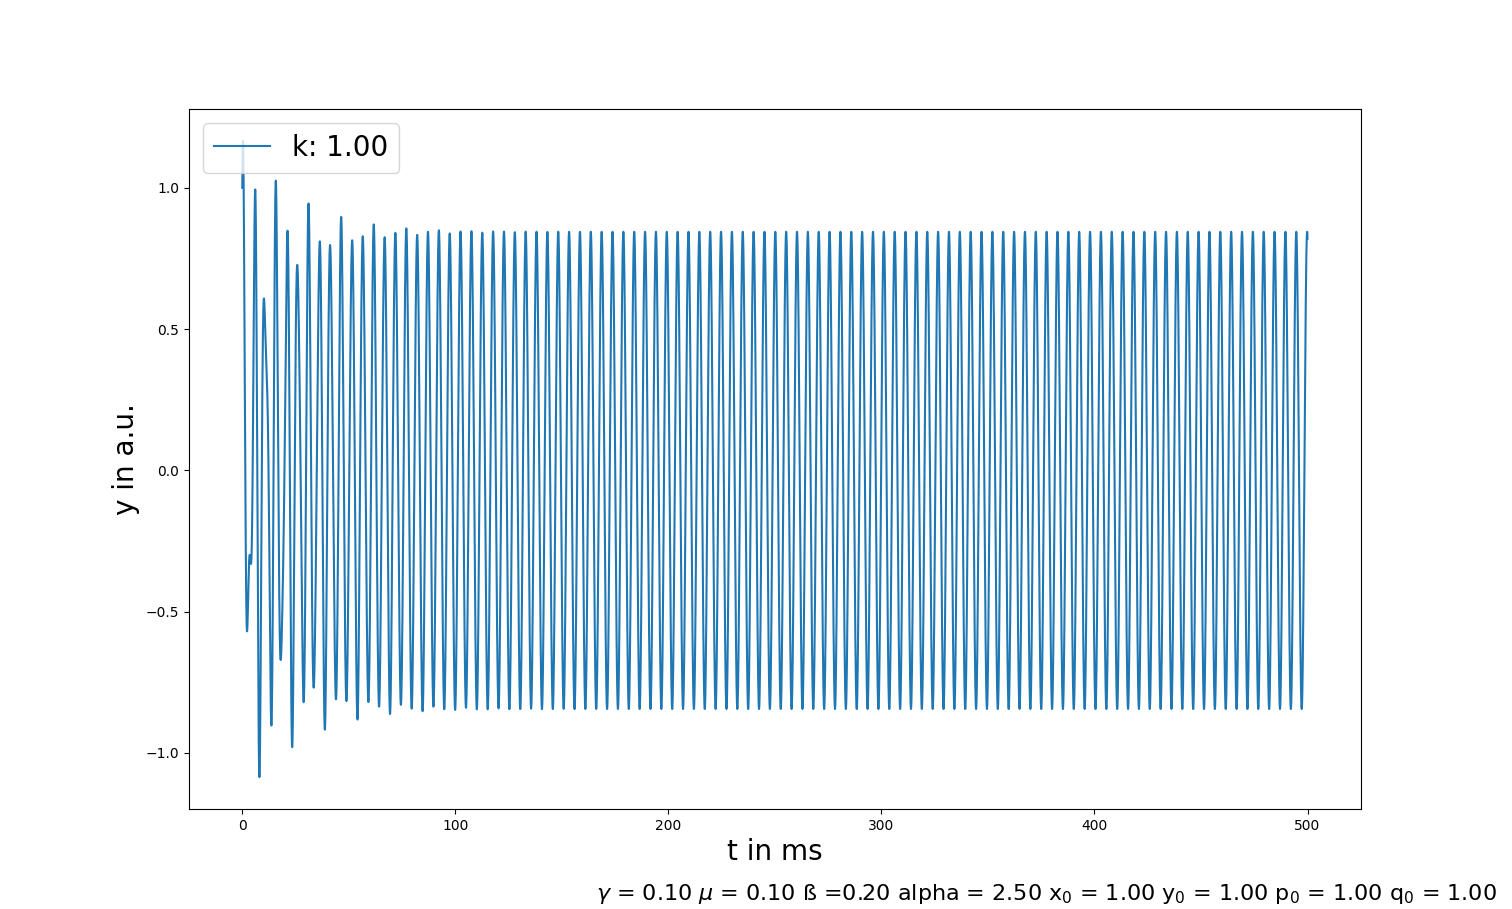 k: 1.00
1.0
0.5
0.0
−0.5
−1.0
y in a.u.
0 100 200 300 400 500
t in ms
γ = 0.10 μ = 0.10 ß =0.20 alpha = 2.50 x₀ = 1.00 y₀ = 1.00 p₀ = 1.00 q₀ = 1.00